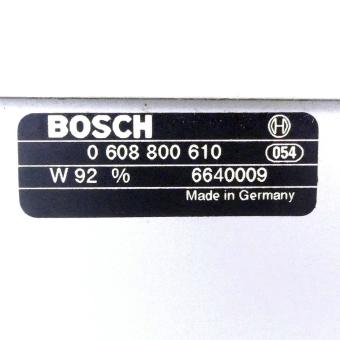 BOSCH
0 608 800 610 054
W 92 % 6640009
Made in Germany